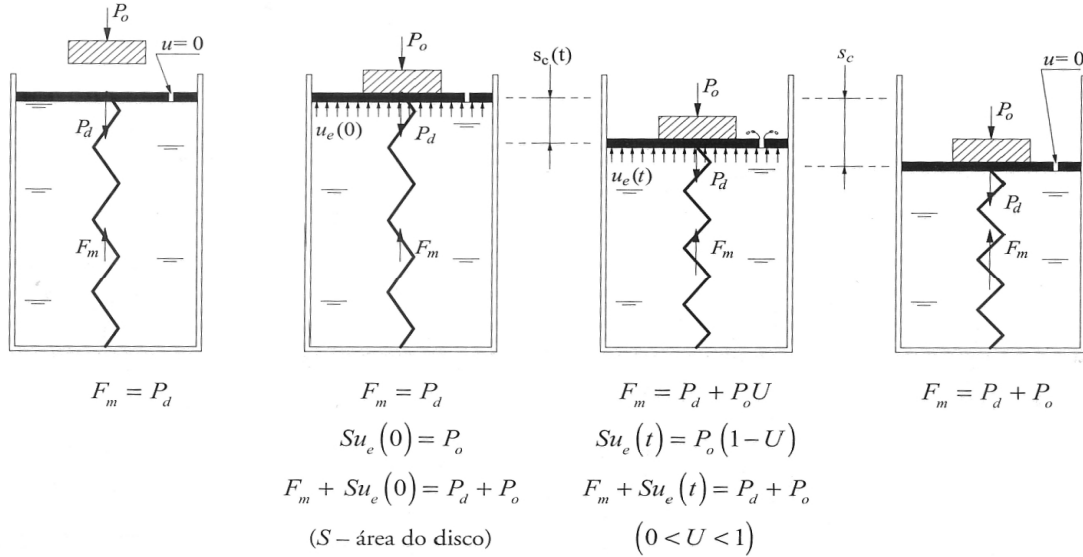 P_o
u = 0
P_d
F_m
F_m = P_d
P_o
u_e(0)
P_d
F_m
F_m = P_d
Su_e(0) = P_o
F_m + Su_e(0) = P_d + P_o
(S – área do disco)
s_c(t)
P_o
u_e(t)
P_d
F_m
F_m = P_d + P_oU
Su_e(t) = P_o(1 – U)
F_m + Su_e(t) = P_d + P_o
(0 < U < 1)
s_c
u = 0
P_o
P_d
F_m
F_m = P_d + P_o